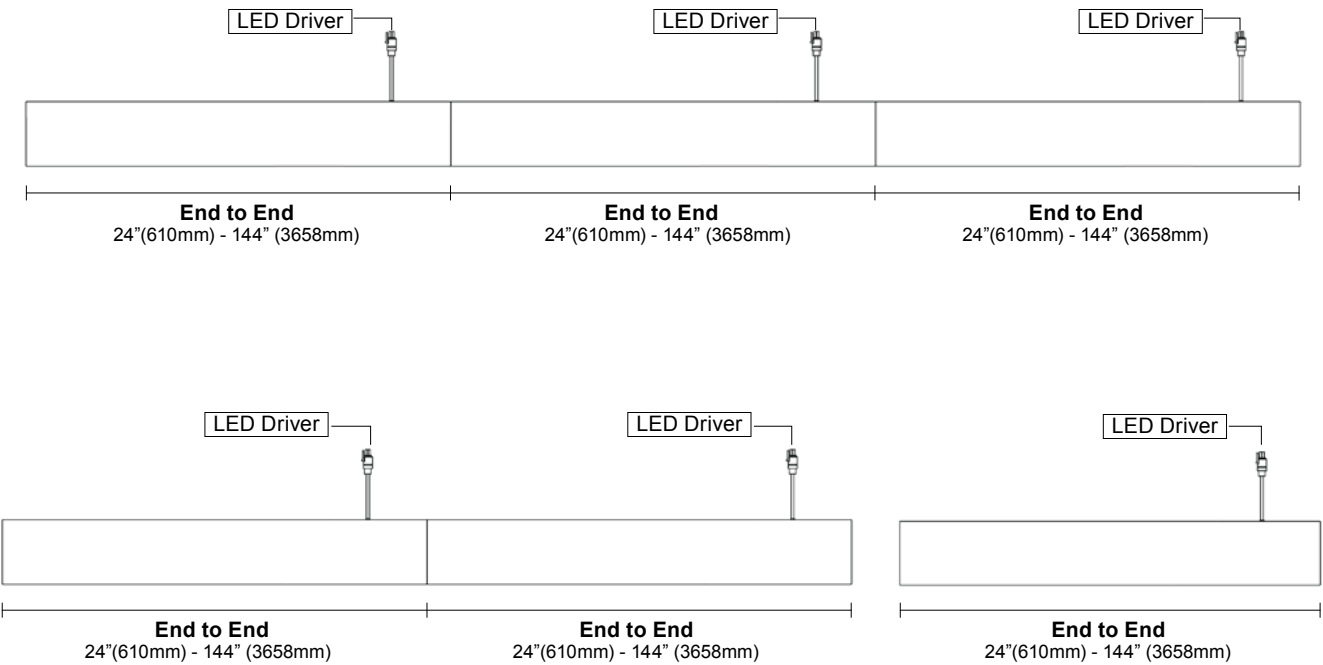 LED Driver
LED Driver
LED Driver
End to End
24”(610mm) - 144” (3658mm)
End to End
24”(610mm) - 144” (3658mm)
End to End
24”(610mm) - 144” (3658mm)
LED Driver
LED Driver
LED Driver
End to End
24”(610mm) - 144” (3658mm)
End to End
24”(610mm) - 144” (3658mm)
End to End
24”(610mm) - 144” (3658mm)